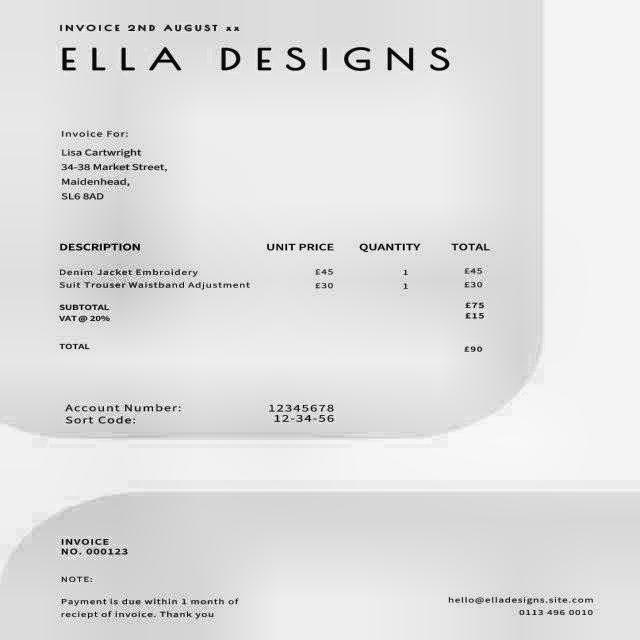 INVOICE 2ND AUGUST xx
ELLA DESIGNS
Invoice For:
Lisa Cartwright
34-38 Market Street,
Maidenhead,
SL6 8AD
DESCRIPTION UNIT PRICE QUANTITY TOTAL
Denim Jacket Embroidery £45 1 £45
Suit Trouser Waistband Adjustment £30 1 £30
SUBTOTAL £75
VAT @ 20% £15
TOTAL £90
Account Number: 12345678
Sort Code: 12-34-56
INVOICE
NO. 000123
NOTE:
Payment is due within 1 month of
reciept of invoice. Thank you
hello@elladesigns.site.com
0113 496 0010